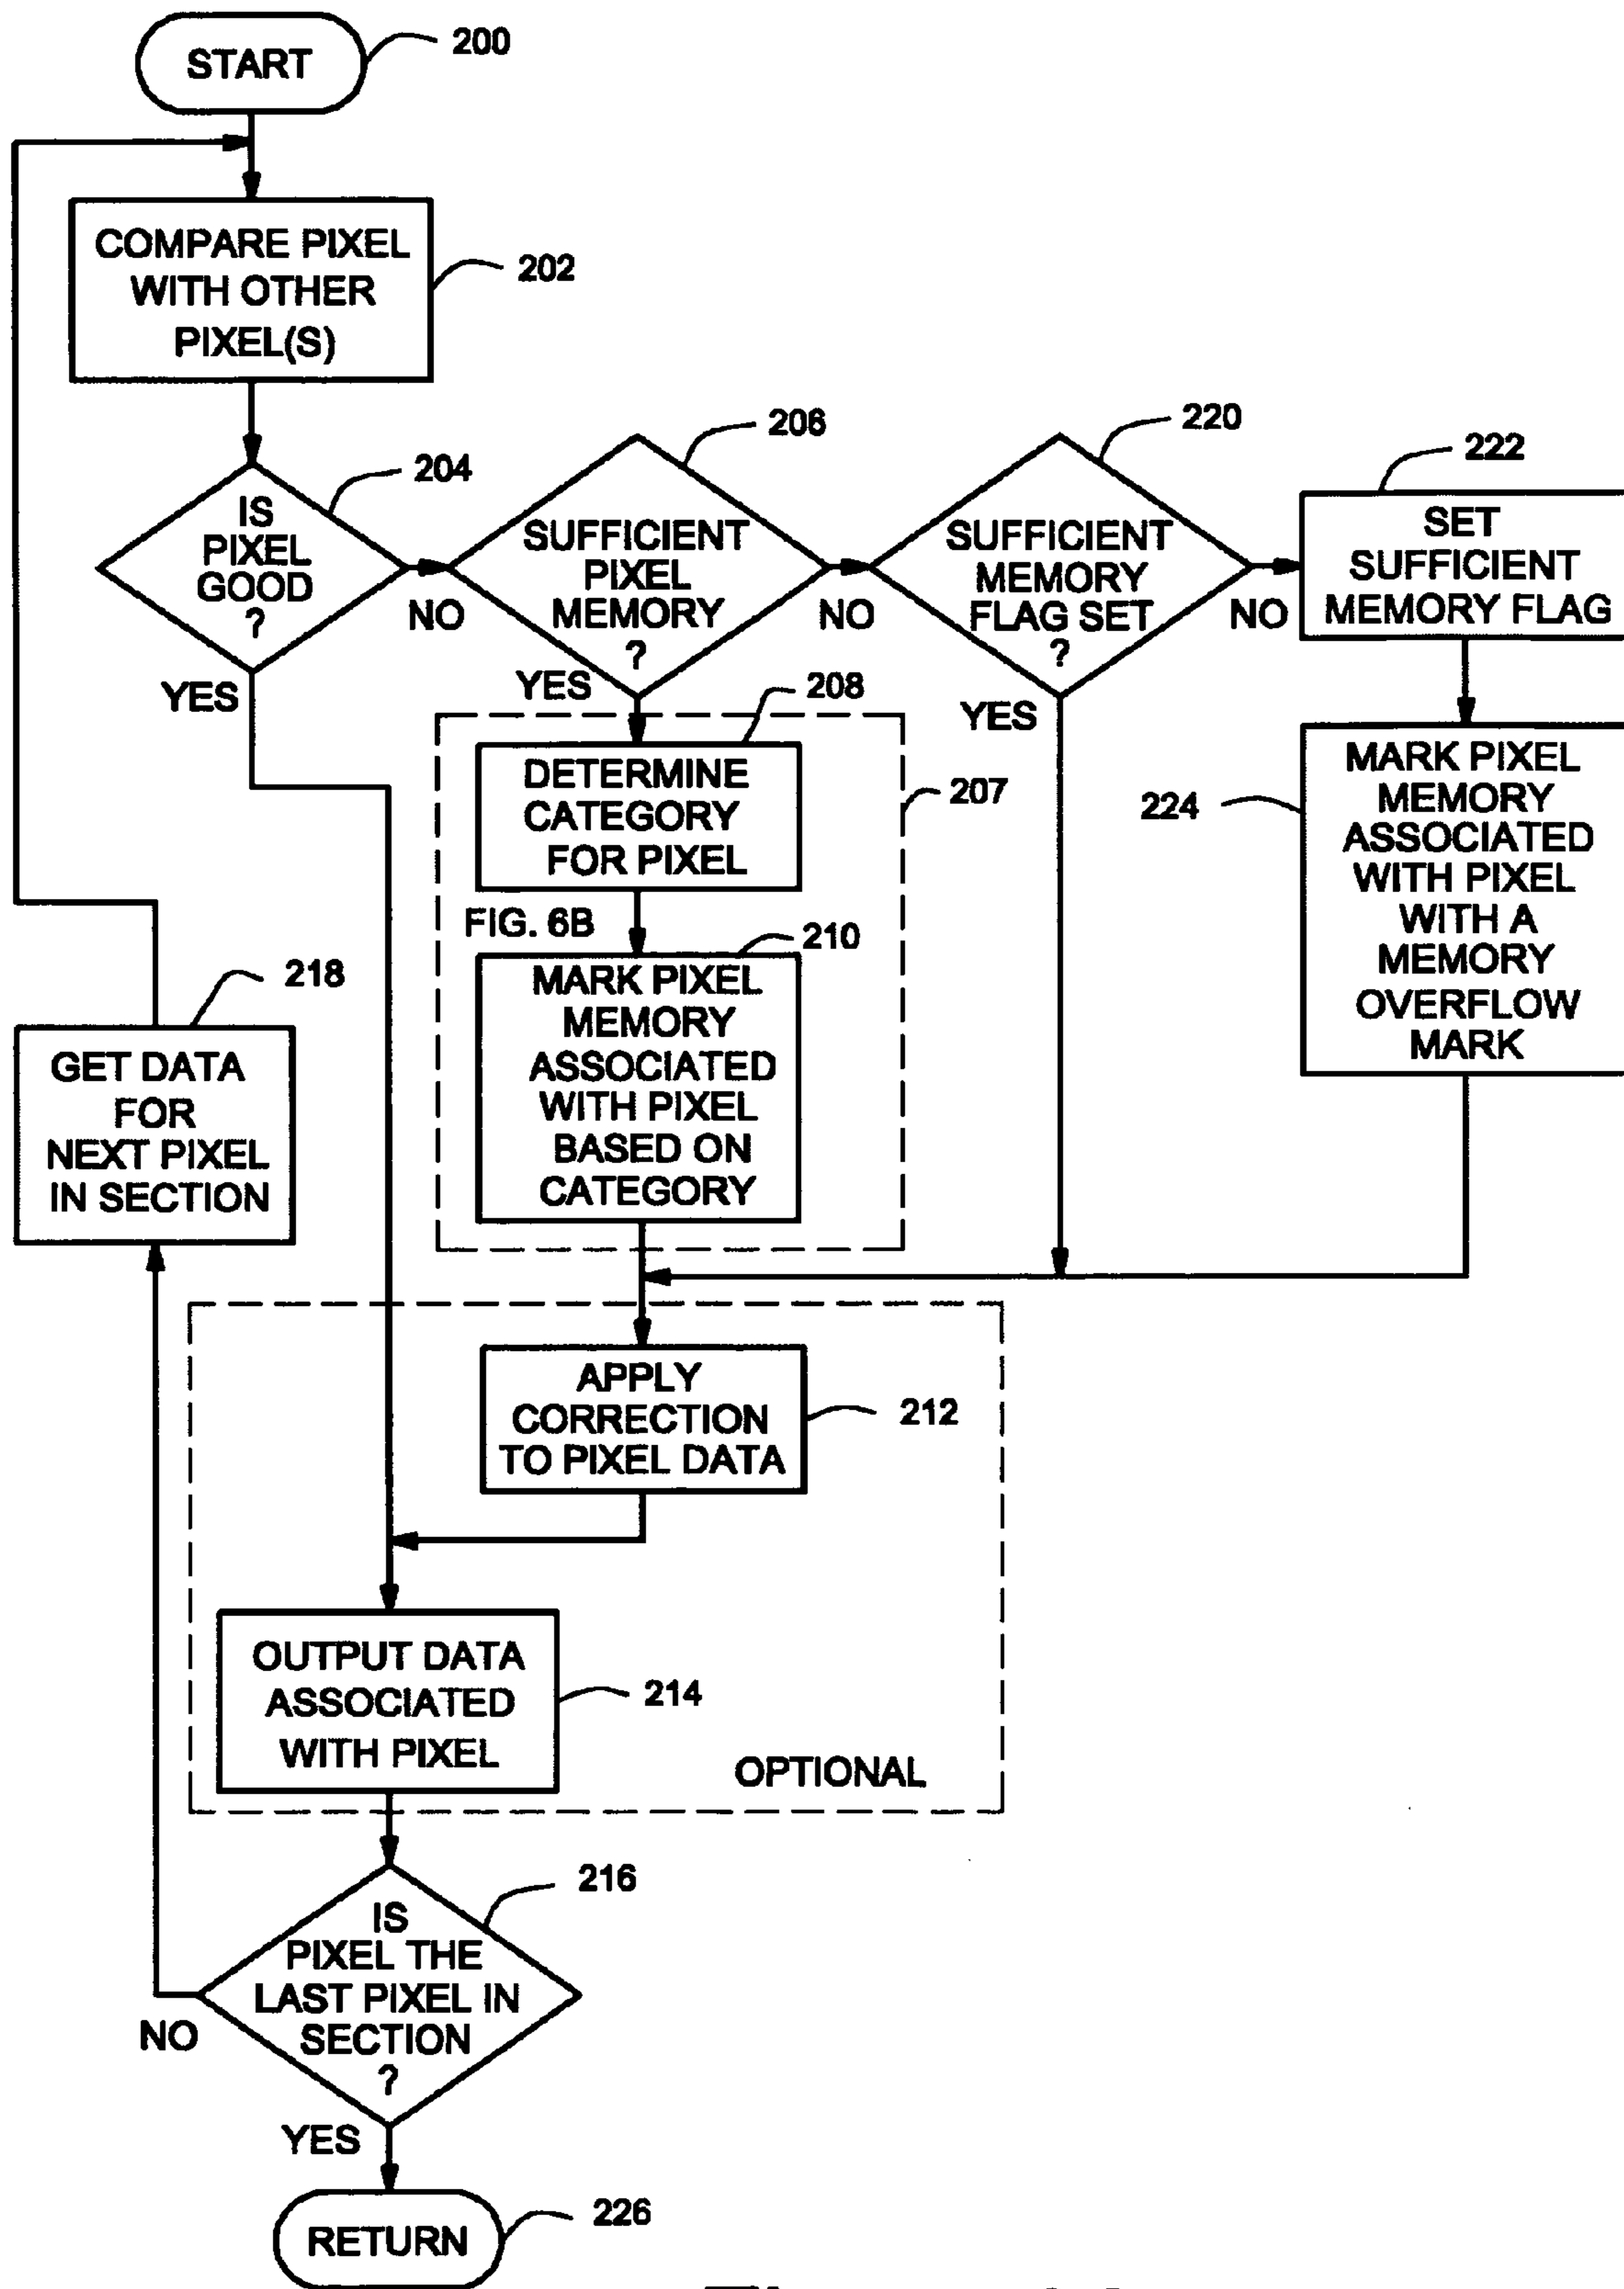 START
200
COMPARE PIXEL
WITH OTHER
PIXEL(S)
202
IS
PIXEL
GOOD
?
204
NO
YES
SUFFICIENT
PIXEL
MEMORY
?
206
NO
YES
SUFFICIENT
MEMORY
FLAG SET
?
220
NO
YES
222
SET
SUFFICIENT
MEMORY FLAG
208
DETERMINE
CATEGORY
FOR PIXEL
207
224
MARK PIXEL
MEMORY
ASSOCIATED
WITH PIXEL
WITH A
MEMORY
OVERFLOW
MARK
FIG. 6B
210
MARK PIXEL
MEMORY
ASSOCIATED
WITH PIXEL
BASED ON
CATEGORY
218
GET DATA
FOR
NEXT PIXEL
IN SECTION
APPLY
CORRECTION
TO PIXEL DATA
212
OUTPUT DATA
ASSOCIATED
WITH PIXEL
214
OPTIONAL
IS
PIXEL THE
LAST PIXEL IN
SECTION
?
216
NO
YES
RETURN
226